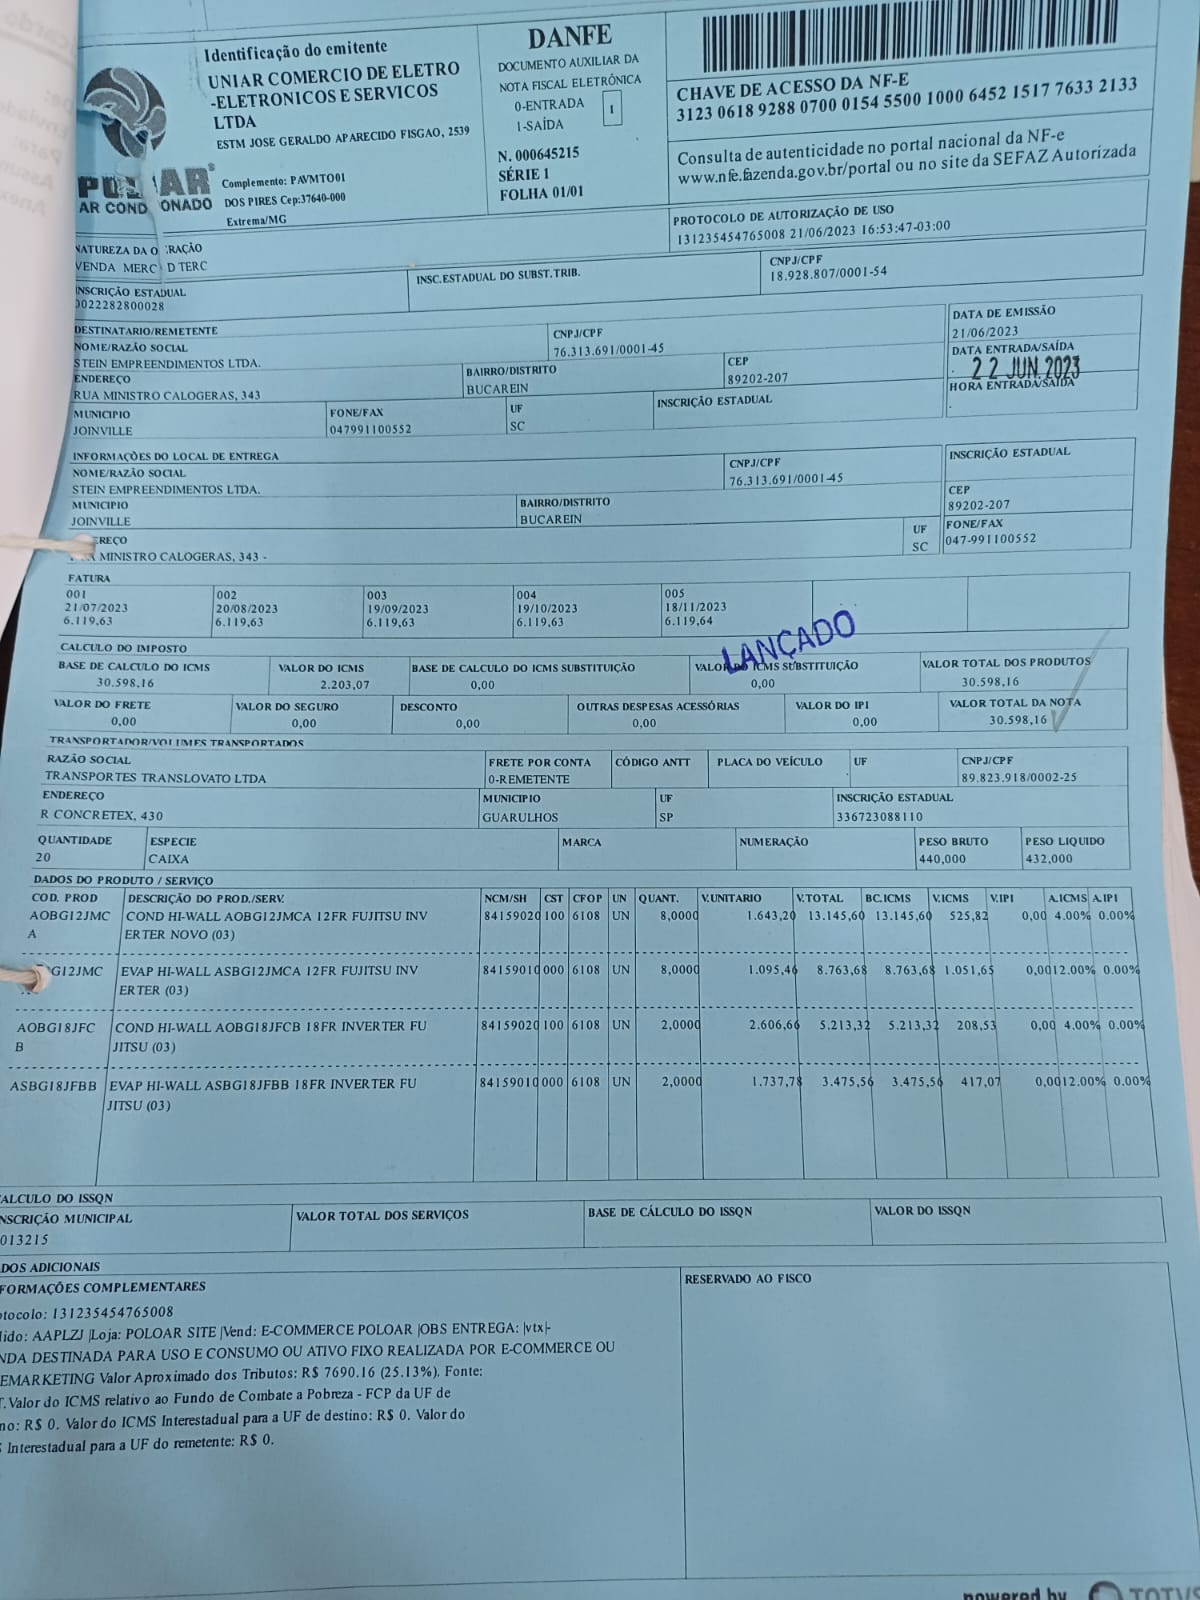 Identificação do emitente
UNIAR COMERCIO DE ELETRO
-ELETRONICOS E SERVICOS
LTDA
ESTM JOSE GERALDO APARECIDO FISGAO, 2539
Complemento: PAVMTO01
DOS PIRES Cep:37640-000
Extrema/MG
AR COND ONADO
DANFE
DOCUMENTO AUXILIAR DA
NOTA FISCAL ELETRÔNICA
0-ENTRADA 1
1-SAÍDA
N. 000645215
SÉRIE 1
FOLHA 01/01
CHAVE DE ACESSO DA NF-E
3123 0618 9288 0700 0154 5500 1000 6452 1517 7633 2133
Consulta de autenticidade no portal nacional da NF-e
www.nfe.fazenda.gov.br/portal ou no site da SEFAZ Autorizada
PROTOCOLO DE AUTORIZAÇÃO DE USO
131235454765008 21/06/2023 16:53:47-03:00
NATUREZA DA O RAÇÃO
VENDA MERC D TERC
INSCRIÇÃO ESTADUAL
0022282800028
INSC.ESTADUAL DO SUBST.TRIB.
CNPJ/CPF
18.928.807/0001-54
DESTINATARIO/REMETENTE
NOME/RAZÃO SOCIAL
STEIN EMPREENDIMENTOS LTDA.
CNPJ/CPF
76.313.691/0001-45
DATA DE EMISSÃO
21/06/2023
ENDEREÇO
RUA MINISTRO CALOGERAS, 343
BAIRRO/DISTRITO
BUCAREIN
CEP
89202-207
DATA ENTRADA/SAÍDA
22 JUN. 2023
HORA ENTRADA/SAÍDA
MUNICIPIO
JOINVILLE
FONE/FAX
047991100552
UF
SC
INSCRIÇÃO ESTADUAL
INFORMAÇÕES DO LOCAL DE ENTREGA
NOME/RAZÃO SOCIAL
STEIN EMPREENDIMENTOS LTDA.
CNPJ/CPF
76.313.691/0001-45
INSCRIÇÃO ESTADUAL
MUNICIPIO
JOINVILLE
BAIRRO/DISTRITO
BUCAREIN
CEP
89202-207
REÇO
MINISTRO CALOGERAS, 343 -
UF
SC
FONE/FAX
047-991100552
FATURA
001 002 003 004 005
21/07/2023 20/08/2023 19/09/2023 19/10/2023 18/11/2023
6.119,63 6.119,63 6.119,63 6.119,63 6.119,64
LANÇADO
CALCULO DO IMPOSTO
BASE DE CALCULO DO ICMS VALOR DO ICMS BASE DE CALCULO DO ICMS SUBSTITUIÇÃO VALOR DO ICMS SUBSTITUIÇÃO VALOR TOTAL DOS PRODUTOS
30.598,16 2.203,07 0,00 0,00 30.598,16
VALOR DO FRETE VALOR DO SEGURO DESCONTO OUTRAS DESPESAS ACESSÓRIAS VALOR DO IPI VALOR TOTAL DA NOTA
0,00 0,00 0,00 0,00 0,00 30.598,16
TRANSPORTADOR/VOLUMES TRANSPORTADOS
RAZÃO SOCIAL FRETE POR CONTA CÓDIGO ANTT PLACA DO VEÍCULO UF CNPJ/CPF
TRANSPORTES TRANSLOVATO LTDA 0-REMETENTE 89.823.918/0002-25
ENDEREÇO MUNICIPIO UF INSCRIÇÃO ESTADUAL
R CONCRETEX, 430 GUARULHOS SP 336723088110
QUANTIDADE ESPECIE MARCA NUMERAÇÃO PESO BRUTO PESO LIQUIDO
20 CAIXA 440,000 432,000
DADOS DO PRODUTO / SERVIÇO
COD. PROD DESCRIÇÃO DO PROD./SERV. NCM/SH CST CFOP UN QUANT. V.UNITARIO V.TOTAL BC.ICMS V.ICMS V.IPI A.ICMS A.IPI
AOBG12JMC COND HI-WALL AOBG12JMCA 12FR FUJITSU INV 84159020 100 6108 UN 8,0000 1.643,20 13.145,60 13.145,60 525,82 0,00 4.00% 0.00%
A ERTER NOVO (03)
G12JMC EVAP HI-WALL ASBG12JMCA 12FR FUJITSU INV 84159010 000 6108 UN 8,0000 1.095,46 8.763,68 8.763,68 1.051,65 0,00 12.00% 0.00%
ERTER (03)
AOBG18JFC COND HI-WALL AOBG18JFCB 18FR INVERTER FU 84159020 100 6108 UN 2,0000 2.606,66 5.213,32 5.213,32 208,53 0,00 4.00% 0.00%
B JITSU (03)
ASBG18JFBB EVAP HI-WALL ASBG18JFBB 18FR INVERTER FU 84159010 000 6108 UN 2,0000 1.737,78 3.475,56 3.475,56 417,07 0,00 12.00% 0.00%
JITSU (03)
ALCULO DO ISSQN
NSCRIÇÃO MUNICIPAL VALOR TOTAL DOS SERVIÇOS BASE DE CÁLCULO DO ISSQN VALOR DO ISSQN
013215
DOS ADICIONAIS
FORMAÇÕES COMPLEMENTARES RESERVADO AO FISCO
otocolo: 131235454765008
dido: AAPLZJ |Loja: POLOAR SITE |Vend: E-COMMERCE POLOAR |OBS ENTREGA: |vtx|-
NDA DESTINADA PARA USO E CONSUMO OU ATIVO FIXO REALIZADA POR E-COMMERCE OU
EMARKETING Valor Aproximado dos Tributos: R$ 7690.16 (25.13%). Fonte:
T. Valor do ICMS relativo ao Fundo de Combate a Pobreza - FCP da UF de
no: R$ 0. Valor do ICMS Interestadual para a UF de destino: R$ 0. Valor do
S Interestadual para a UF do remetente: R$ 0.
powered by TOTVS